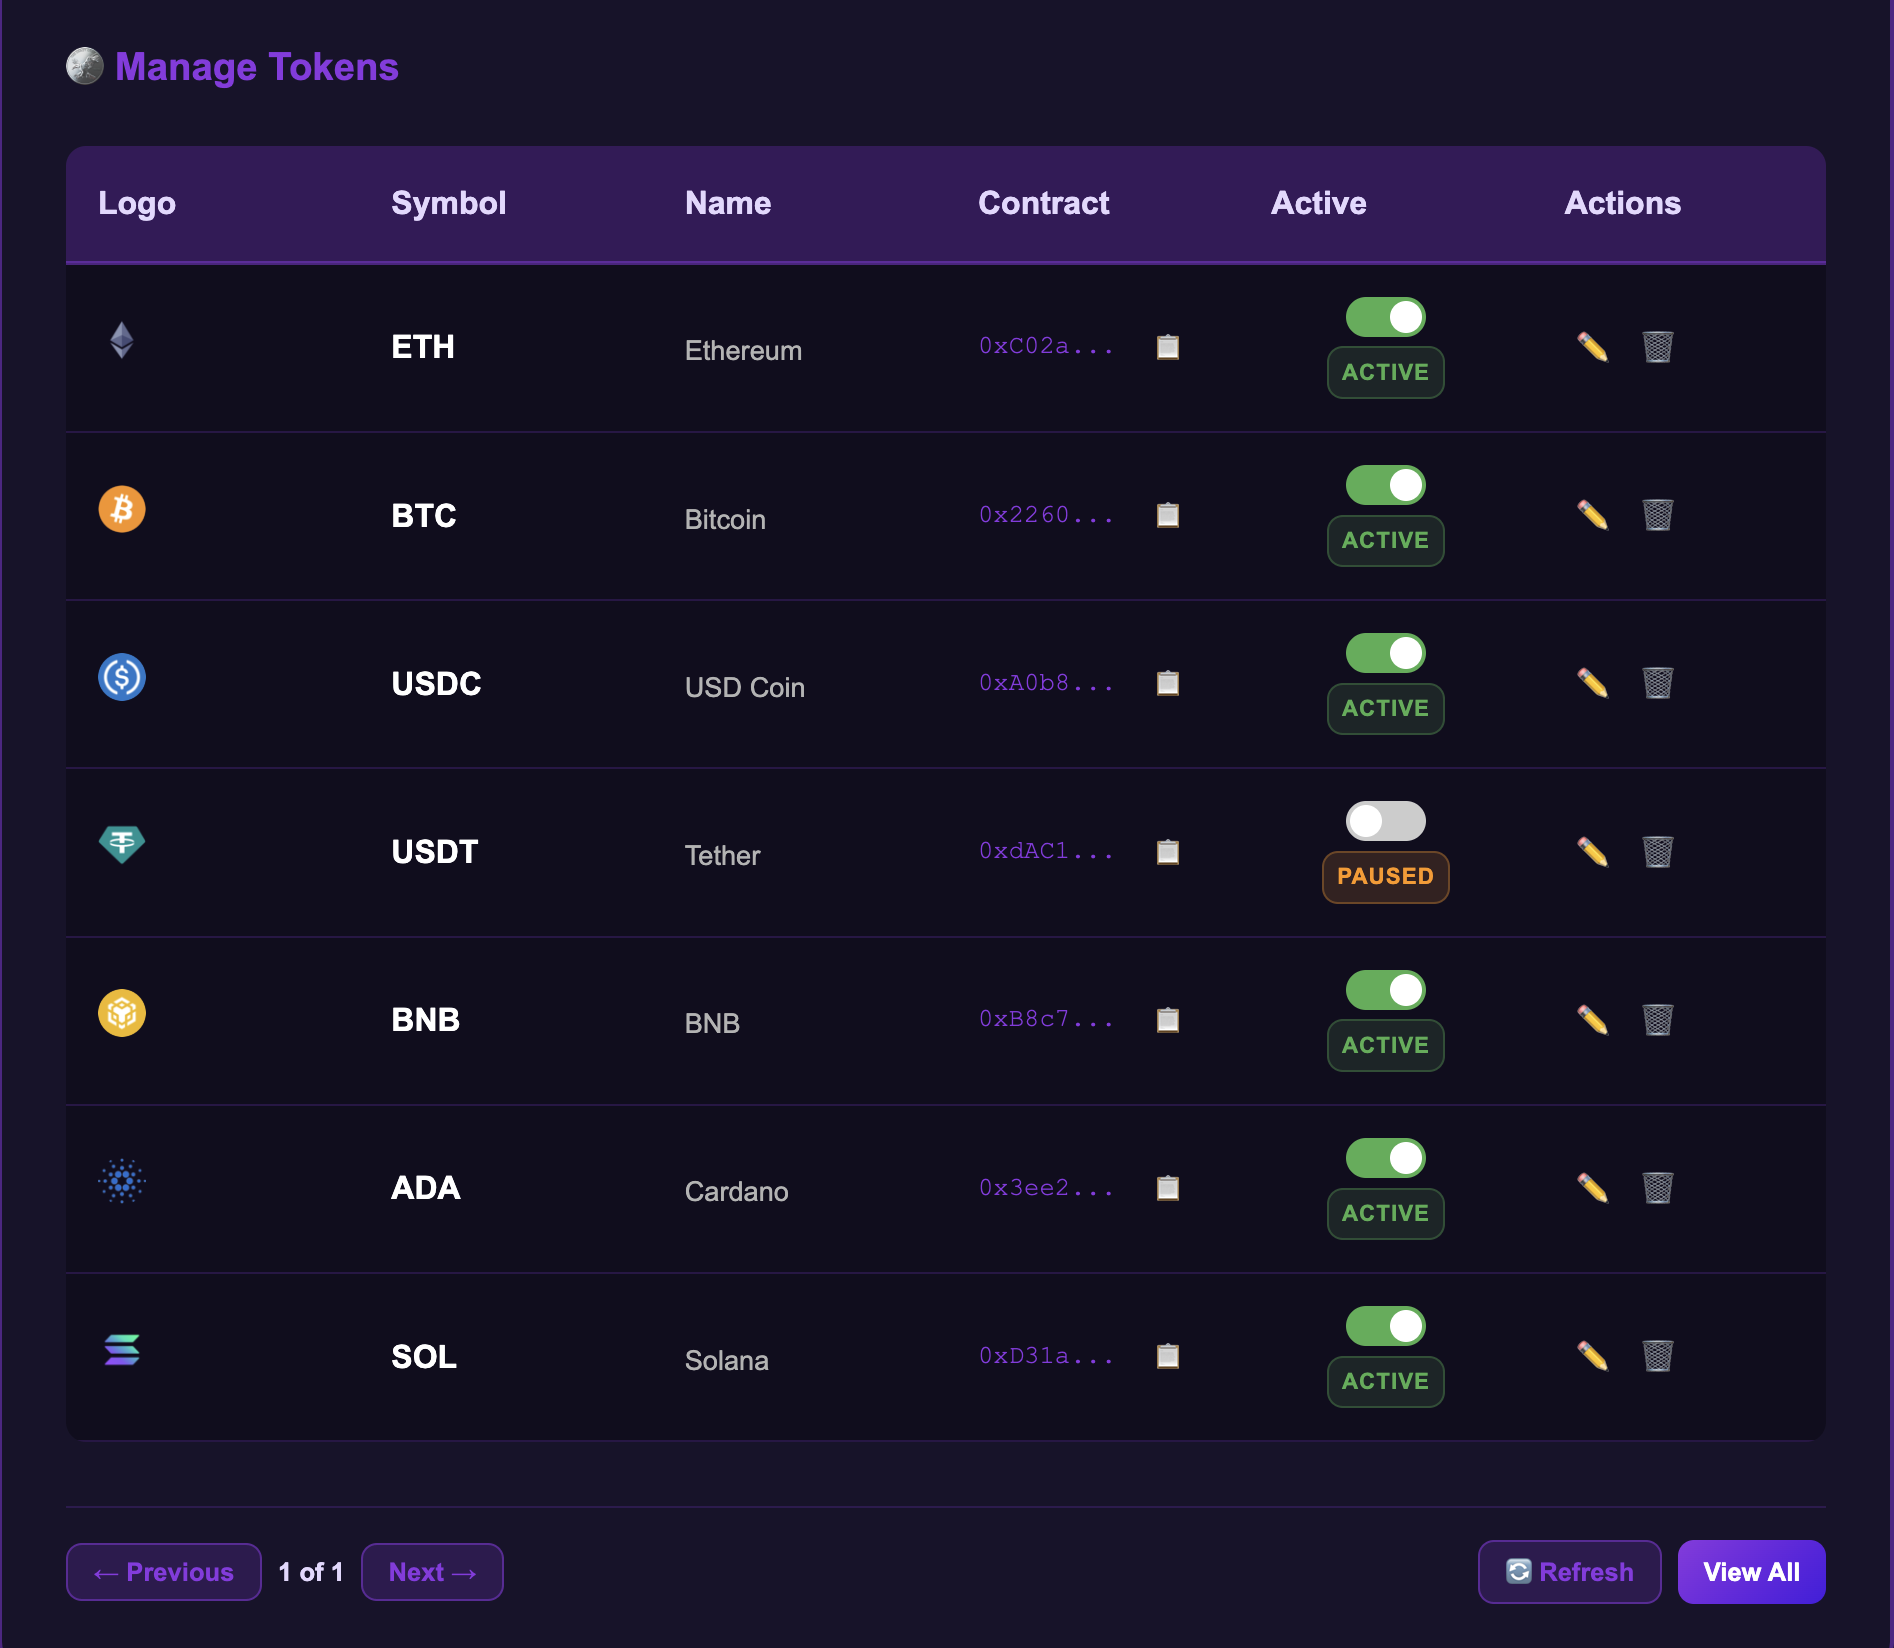 Manage Tokens
Logo Symbol Name Contract Active Actions
ETH Ethereum 0xC02a... ACTIVE
BTC Bitcoin 0x2260... ACTIVE
USDC USD Coin 0xA0b8... ACTIVE
USDT Tether 0xdAC1... PAUSED
BNB BNB 0xB8c7... ACTIVE
ADA Cardano 0x3ee2... ACTIVE
SOL Solana 0xD31a... ACTIVE
← Previous 1 of 1 Next → Refresh View All